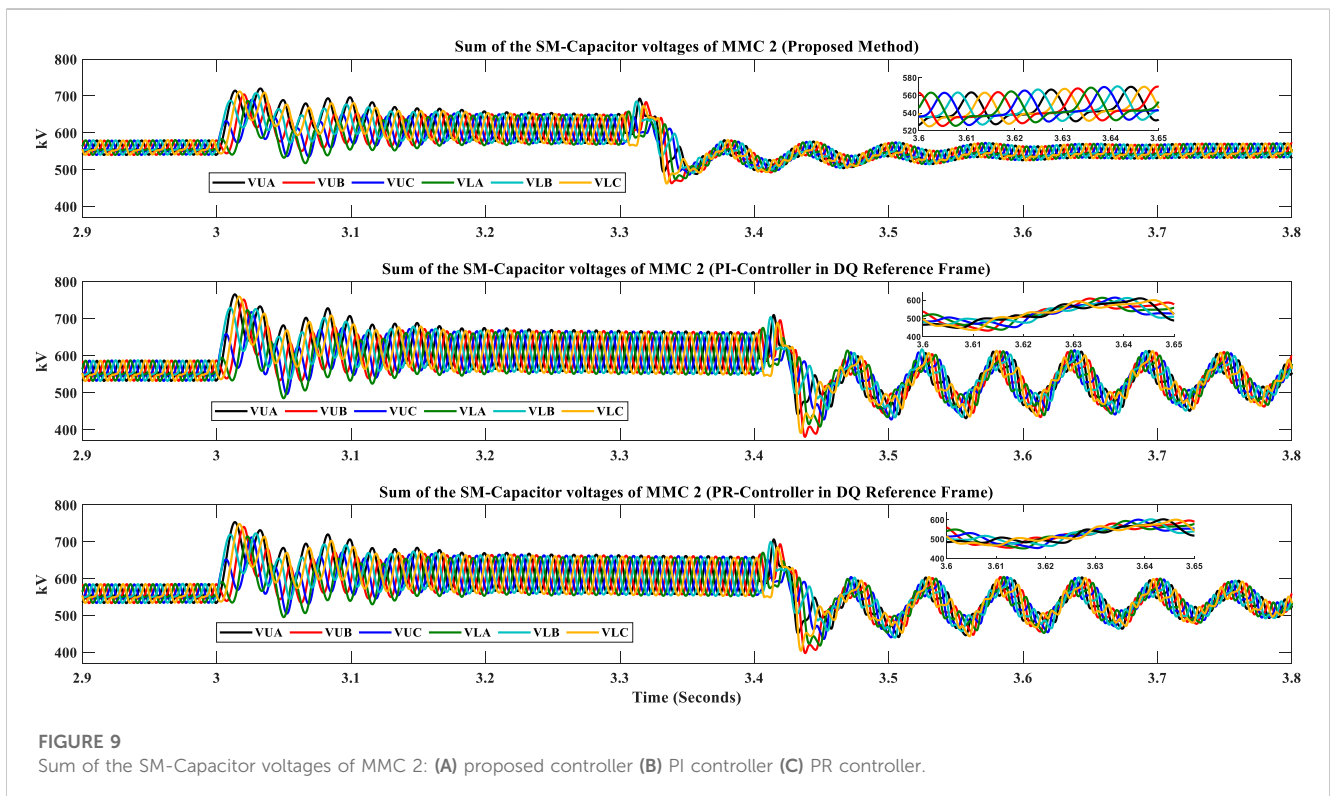 Sum of the SM-Capacitor voltages of MMC 2 (Proposed Method)
800
700
600
500
400
kV
580
560
540
520
3.6 3.61 3.62 3.63 3.64 3.65
VUA VUB VUC VLA VLB VLC
2.9 3 3.1 3.2 3.3 3.4 3.5 3.6 3.7 3.8
Sum of the SM-Capacitor voltages of MMC 2 (PI-Controller in DQ Reference Frame)
800
700
600
500
400
kV
600
500
400
3.6 3.61 3.62 3.63 3.64 3.65
VUA VUB VUC VLA VLB VLC
2.9 3 3.1 3.2 3.3 3.4 3.5 3.6 3.7 3.8
Sum of the SM-Capacitor voltages of MMC 2 (PR-Controller in DQ Reference Frame)
800
700
600
500
400
kV
600
500
400
3.6 3.61 3.62 3.63 3.64 3.65
VUA VUB VUC VLA VLB VLC
2.9 3 3.1 3.2 3.3 3.4 3.5 3.6 3.7 3.8
Time (Seconds)
FIGURE 9
Sum of the SM-Capacitor voltages of MMC 2: (A) proposed controller (B) PI controller (C) PR controller.